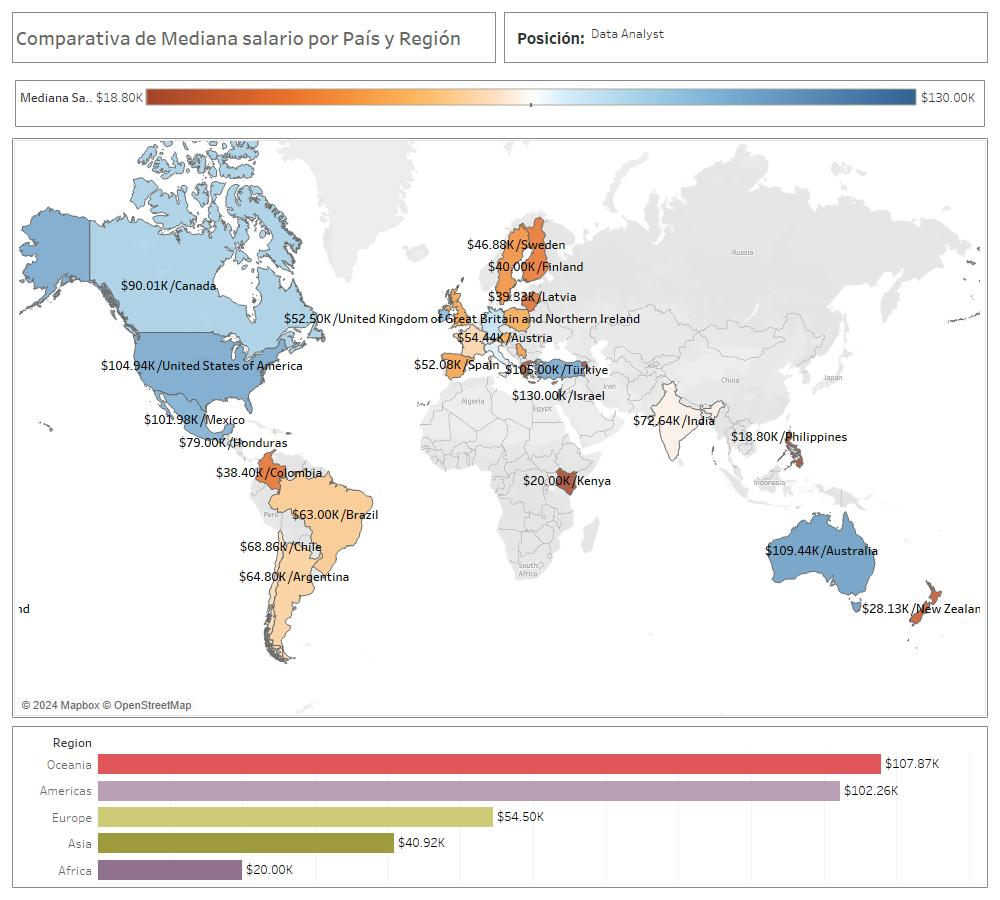 Comparativa de Mediana salario por País y Región
Posición: Data Analyst
Mediana Sa.. $18.80K $130.00K
$46.88K/Sweden
Russia
$40.00K/Finland
$90.01K/Canada
$39.33K/Latvia
$52.50K/United Kingdom of Great Britain and Northern Ireland
$54.44K/Austria
$104.94K/United States of America
$52.08K/Spain
$105.00K/Türkiye
China
Japan
Iran
$130.00K/Israel
Algeria
Egypt
$101.98K/Mexico
$72.64K/India
$18.80K/Philippines
$79.00K/Honduras
$38.40K/Colombia
$20.00K/Kenya
Indonesia
Peru
$63.00K/Brazil
$68.86K/Chile
$109.44K/Australia
South
Africa
$64.80K/Argentina
nd
$28.13K/New Zealan
© 2024 Mapbox © OpenStreetMap
Region
Oceania $107.87K
Americas $102.26K
Europe $54.50K
Asia $40.92K
Africa $20.00K